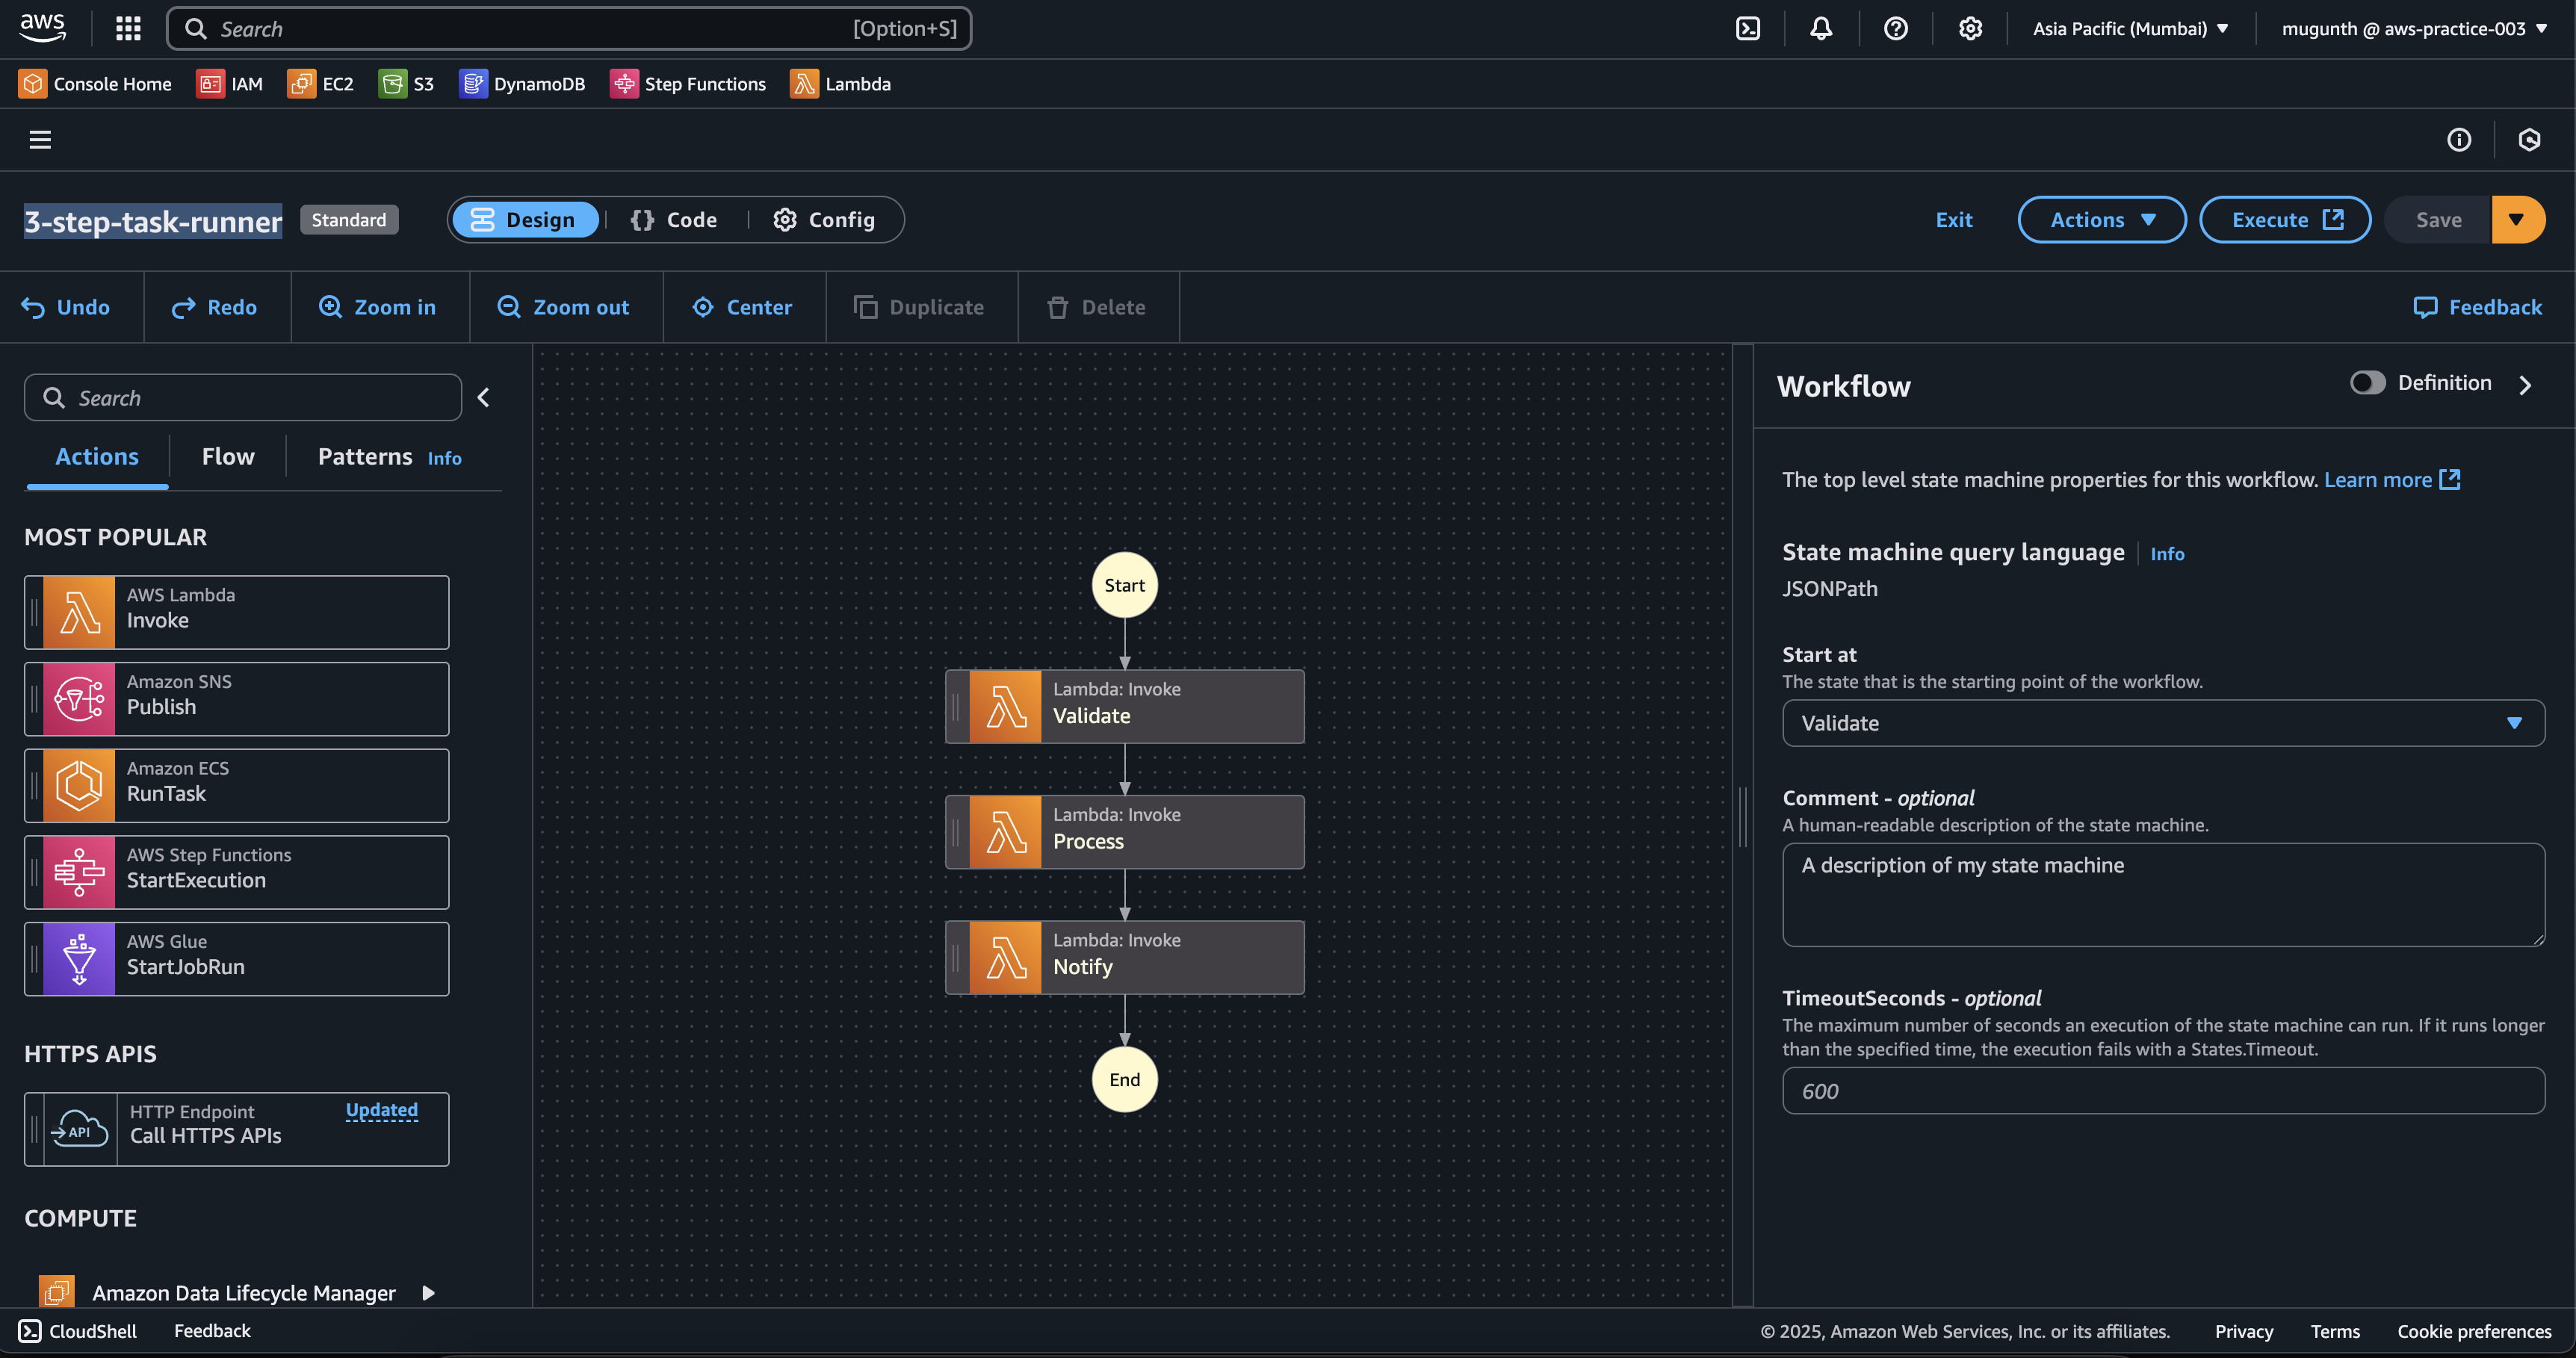 aws
Search [Option+S]
Asia Pacific (Mumbai)
mugunth @ aws-practice-003
Console Home IAM EC2 S3 DynamoDB Step Functions Lambda
3-step-task-runner Standard
Design {} Code Config
Exit Actions Execute Save
Undo Redo Zoom in Zoom out Center Duplicate Delete Feedback
Search
Actions Flow Patterns Info
MOST POPULAR
AWS Lambda
Invoke
Amazon SNS
Publish
Amazon ECS
RunTask
AWS Step Functions
StartExecution
AWS Glue
StartJobRun
HTTPS APIS
API
HTTP Endpoint Updated
Call HTTPS APIs
COMPUTE
Amazon Data Lifecycle Manager
Start
Lambda: Invoke
Validate
Lambda: Invoke
Process
Lambda: Invoke
Notify
End
Workflow Definition
The top level state machine properties for this workflow. Learn more
State machine query language Info
JSONPath
Start at
The state that is the starting point of the workflow.
Validate
Comment - optional
A human-readable description of the state machine.
A description of my state machine
TimeoutSeconds - optional
The maximum number of seconds an execution of the state machine can run. If it runs longer
than the specified time, the execution fails with a States.Timeout.
600
CloudShell Feedback © 2025, Amazon Web Services, Inc. or its affiliates. Privacy Terms Cookie preferences